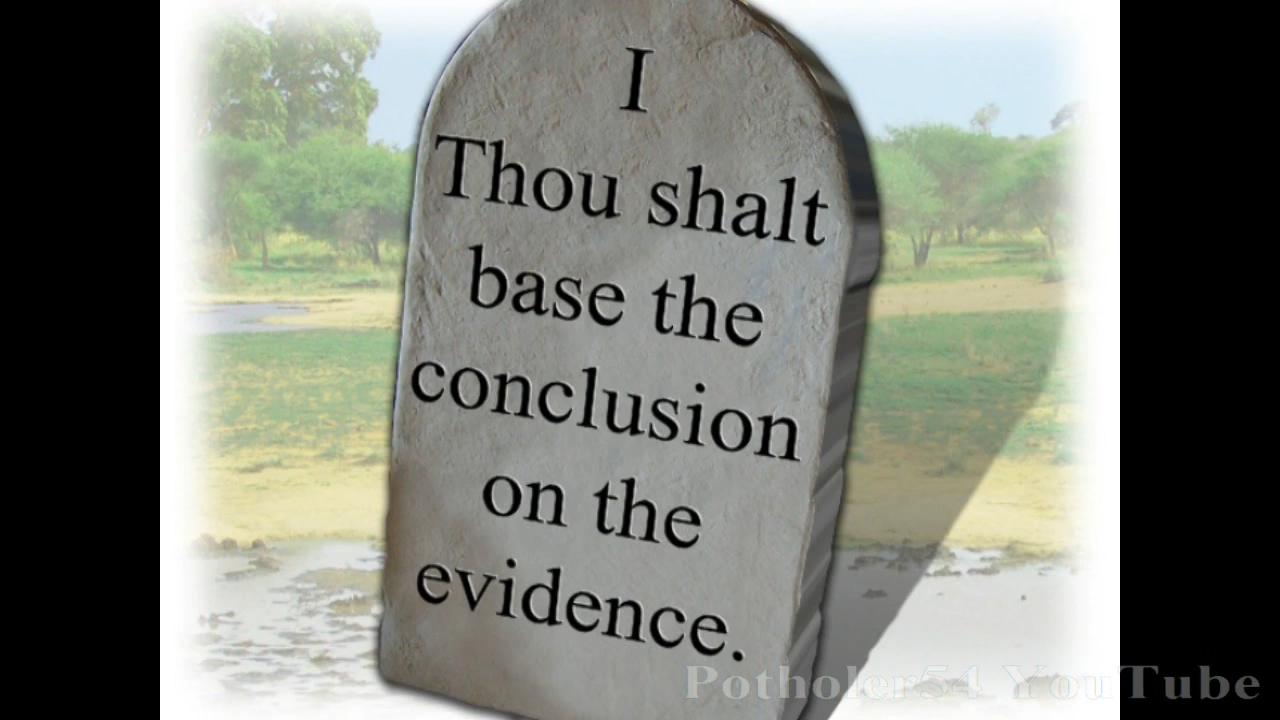 I
Thou shalt
base the
conclusion
on the
evidence.
Potholer54 YouTube